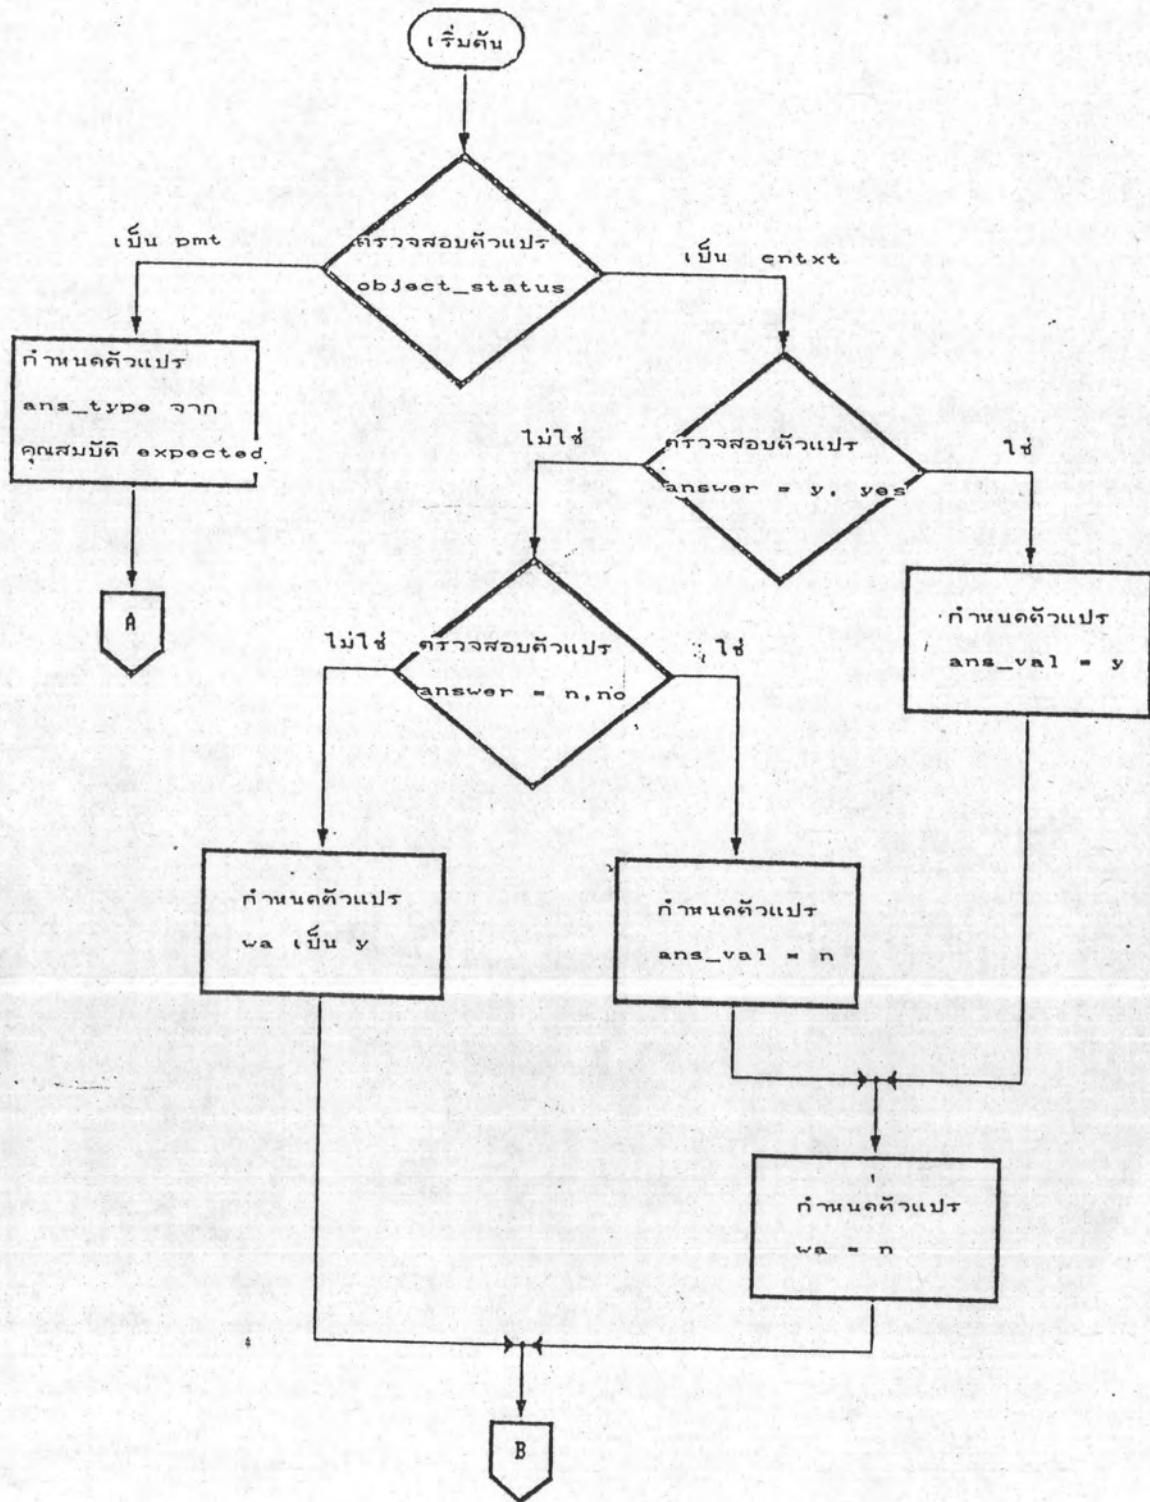 เริ่มต้น
ตรวจสอบตัวแปร
object_status
เป็น pmt
เป็น cntxt
กำหนดตัวแปร
ans_type จาก
คุณสมบัติ expected
A
ตรวจสอบตัวแปร
answer = y, yes
ไม่ใช่
ใช่
ตรวจสอบตัวแปร
answer = n,no
ไม่ใช่
ใช่
กำหนดตัวแปร
ans_val = y
กำหนดตัวแปร
wa เป็น y
กำหนดตัวแปร
ans_val = n
กำหนดตัวแปร
wa = n
B